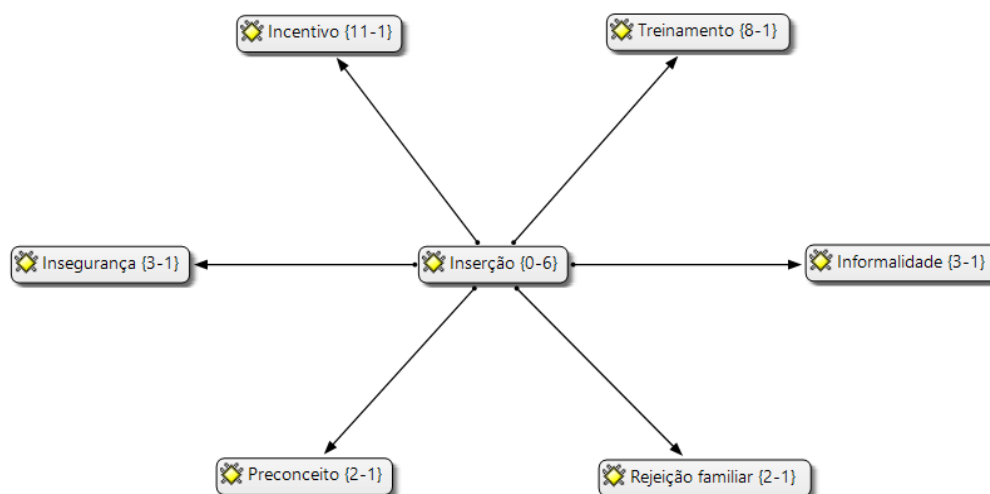 Incentivo {11-1}
Treinamento {8-1}
Insegurança {3-1}
Inserção {0-6}
Informalidade {3-1}
Preconceito {2-1}
Rejeição familiar {2-1}